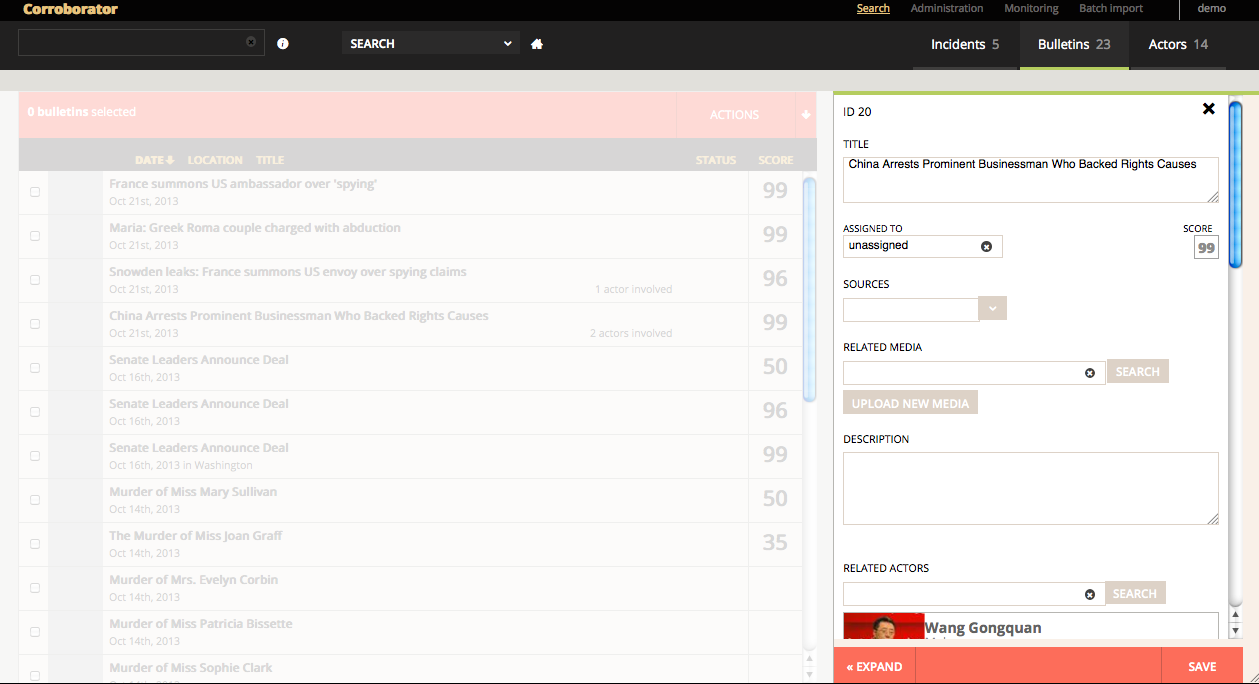 Corroborator
Search Administration Monitoring Batch import demo
SEARCH
Incidents 5 Bulletins 23 Actors 14
0 bulletins selected
ACTIONS
DATE LOCATION TITLE STATUS SCORE
France summons US ambassador over 'spying'
Oct 21st, 2013
99
Maria: Greek Roma couple charged with abduction
Oct 21st, 2013
99
Snowden leaks: France summons US envoy over spying claims
Oct 21st, 2013
1 actor involved
96
China Arrests Prominent Businessman Who Backed Rights Causes
Oct 21st, 2013
2 actors involved
99
Senate Leaders Announce Deal
Oct 16th, 2013
50
Senate Leaders Announce Deal
Oct 16th, 2013
96
Senate Leaders Announce Deal
Oct 16th, 2013 in Washington
99
Murder of Miss Mary Sullivan
Oct 14th, 2013
50
The Murder of Miss Joan Graff
Oct 14th, 2013
35
Murder of Mrs. Evelyn Corbin
Oct 14th, 2013
Murder of Miss Patricia Bissette
Oct 14th, 2013
Murder of Miss Sophie Clark
ID 20
TITLE
China Arrests Prominent Businessman Who Backed Rights Causes
ASSIGNED TO
SCORE
unassigned
99
SOURCES
RELATED MEDIA
SEARCH
UPLOAD NEW MEDIA
DESCRIPTION
RELATED ACTORS
SEARCH
Wang Gongquan
« EXPAND
SAVE